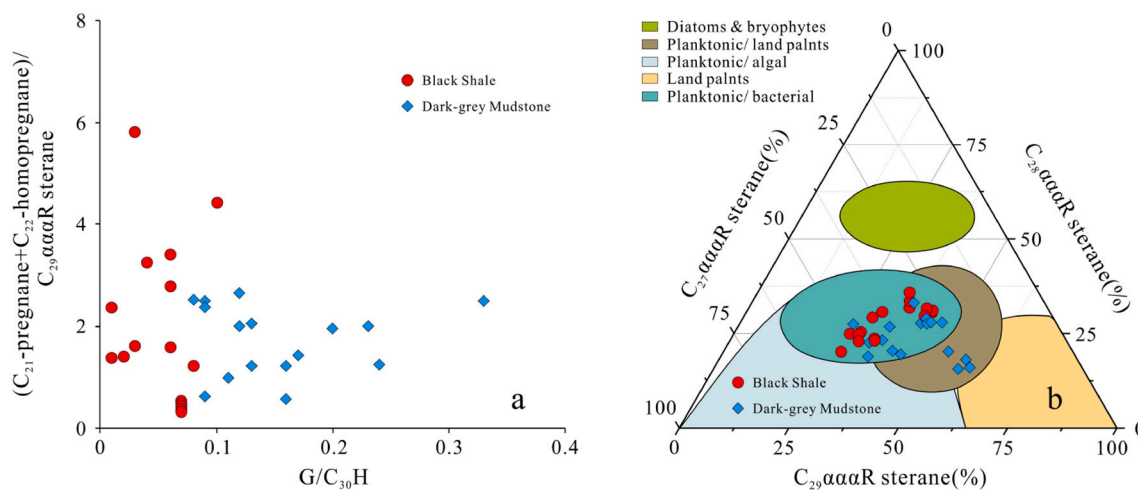 8
6
4
2
0
0
0.1
0.2
0.3
0.4
(C₂₁-pregnane+C₂₂-homopregnane)/
C₂₉αααR sterane
G/C₃₀H
Black Shale
Dark-grey Mudstone
a
Diatoms & bryophytes
Planktonic/ land palnts
Planktonic/ algal
Land palnts
Planktonic/ bacterial
0
100
25
75
50
50
75
25
100
0
0
25
50
75
100
C₂₇αααR sterane(%)
C₂₈αααR sterane(%)
C₂₉αααR sterane(%)
Black Shale
Dark-grey Mudstone
b